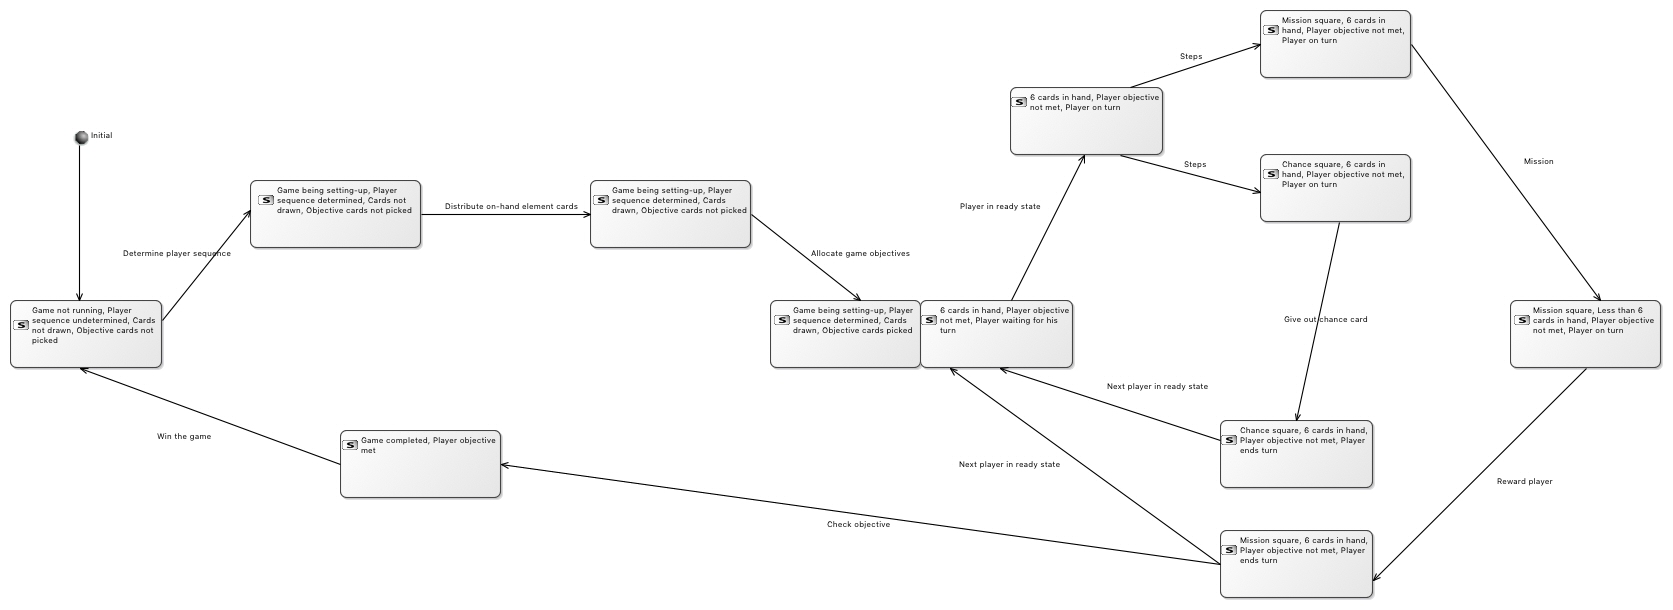 Mission square, 6 cards in
hand, Player objective not met,
Player on turn
Steps
6 cards in hand, Player objective
not met, Player on turn
Initial
Mission
Steps
Chance square, 6 cards in
hand, Player objective not met,
Player on turn
Game being setting-up, Player
sequence determined, Cards not
drawn, Objective cards not picked
Distribute on-hand element cards
Game being setting-up, Player
sequence determined, Cards
drawn, Objective cards not picked
Player in ready state
Determine player sequence
Allocate game objectives
Game not running, Player
sequence undetermined, Cards
not drawn, Objective cards not
picked
Game being setting-up, Player
sequence determined, Cards
drawn, Objective cards picked
6 cards in hand, Player objective
not met, Player waiting for his
turn
Give out chance card
Mission square, Less than 6
cards in hand, Player objective
not met, Player on turn
Next player in ready state
Win the game
Game completed, Player objective
met
Chance square, 6 cards in hand,
Player objective not met, Player
ends turn
Next player in ready state
Reward player
Check objective
Mission square, 6 cards in hand,
Player objective not met, Player
ends turn